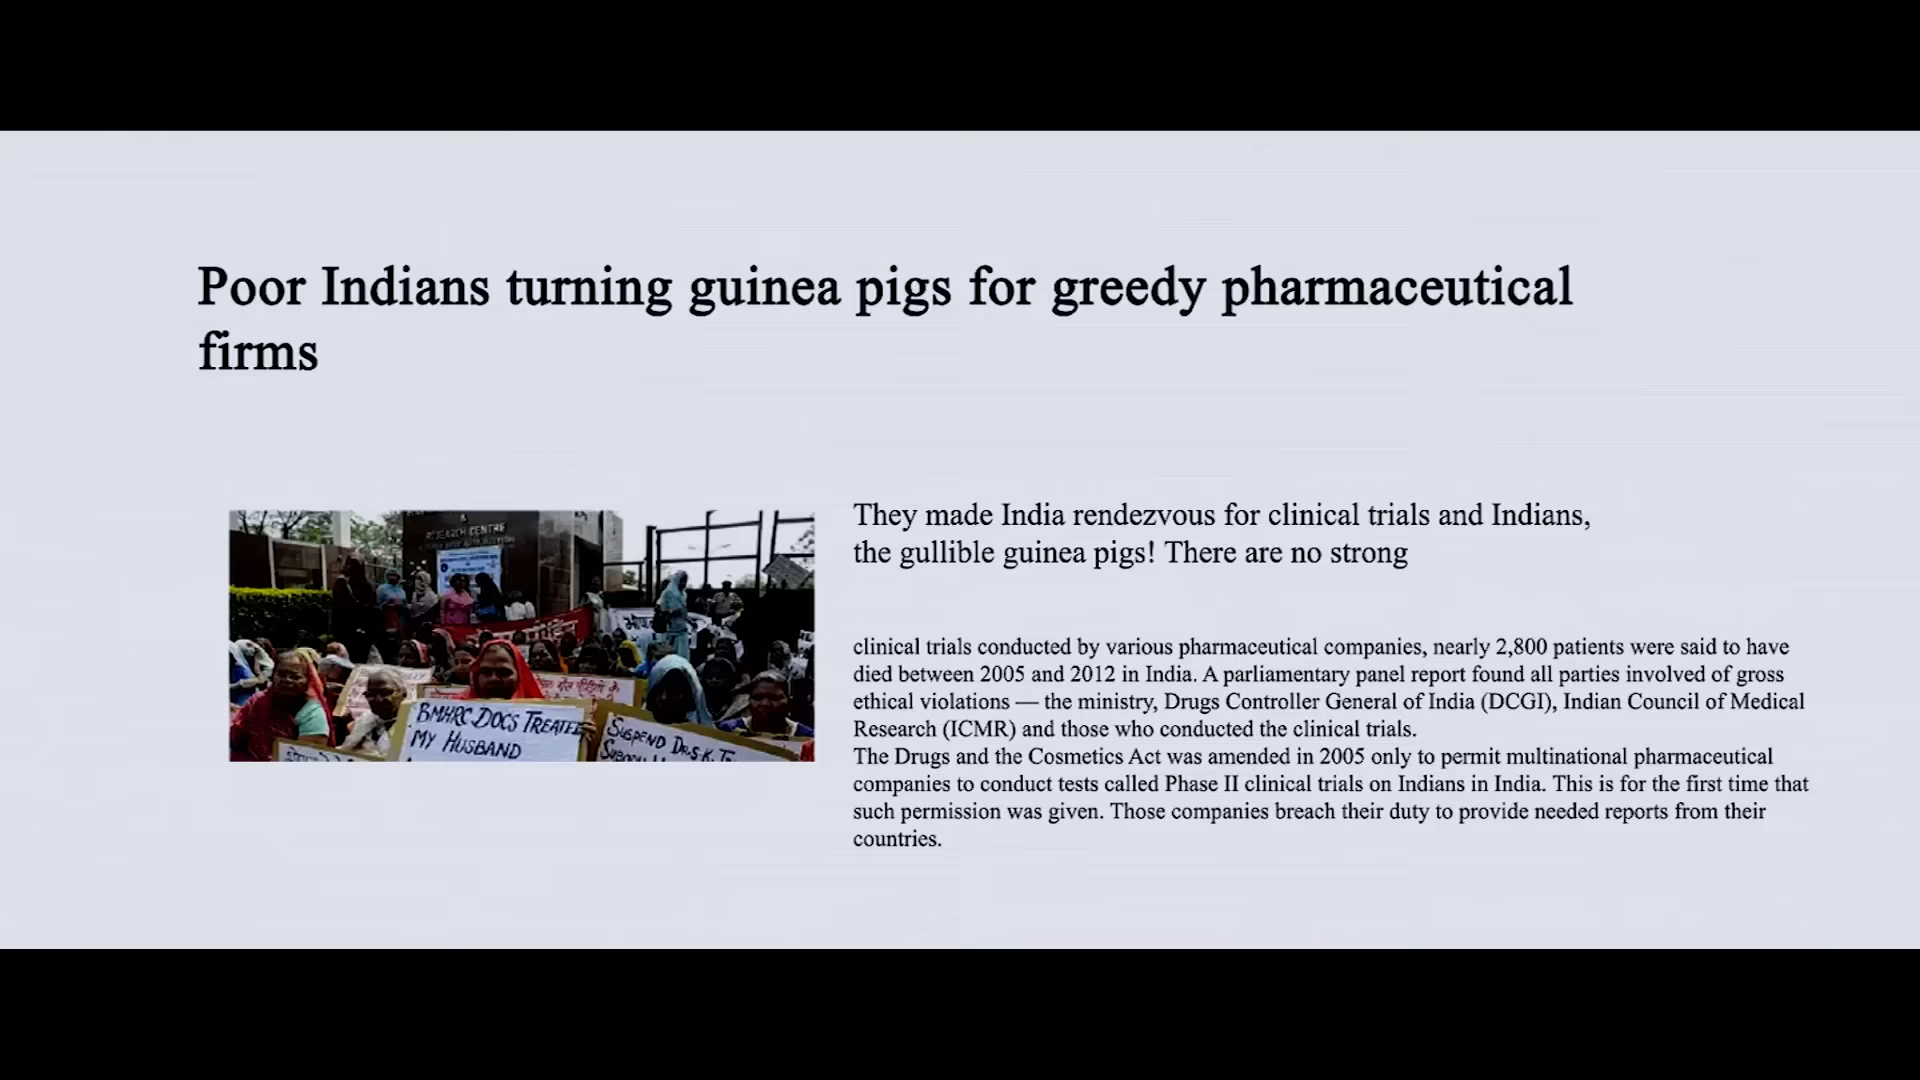 Poor Indians turning guinea pigs for greedy pharmaceutical
firms
RESEARCH CENTRE
BMHRC DOCS TREATED
MY HUSBAND
SUSPEND DR.S.K.
They made India rendezvous for clinical trials and Indians,
the gullible guinea pigs! There are no strong
clinical trials conducted by various pharmaceutical companies, nearly 2,800 patients were said to have
died between 2005 and 2012 in India. A parliamentary panel report found all parties involved of gross
ethical violations — the ministry, Drugs Controller General of India (DCGI), Indian Council of Medical
Research (ICMR) and those who conducted the clinical trials.
The Drugs and the Cosmetics Act was amended in 2005 only to permit multinational pharmaceutical
companies to conduct tests called Phase II clinical trials on Indians in India. This is for the first time that
such permission was given. Those companies breach their duty to provide needed reports from their
countries.